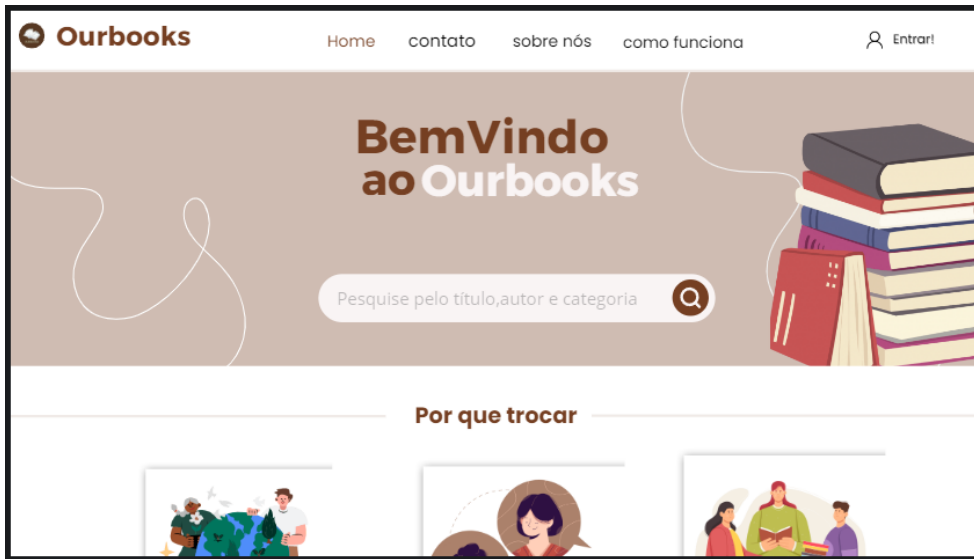 Ourbooks
Home contato sobre nós como funciona
Entrar!
BemVindo
ao Ourbooks
Pesquise pelo título,autor e categoria
Por que trocar